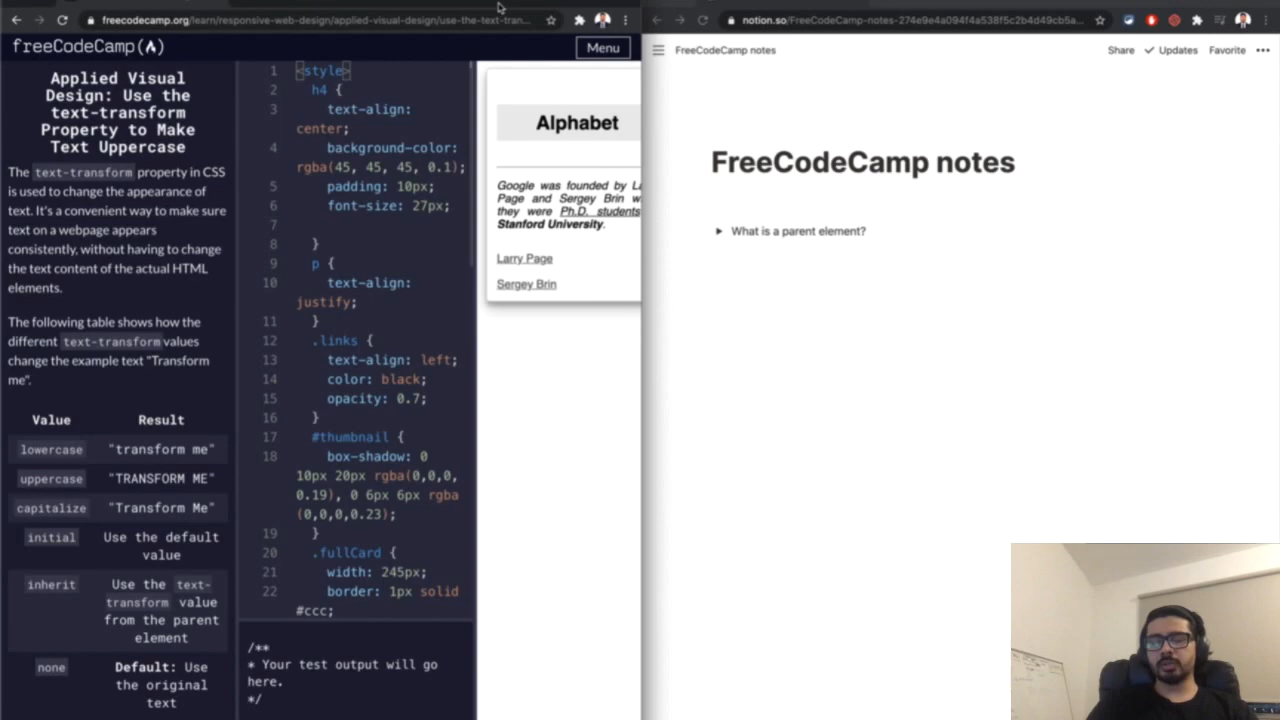 freecodecamp.org/learn/responsive-web-design/applied-visual-design/use-the-text-tran...
freeCodeCamp
Menu
Applied Visual
Design: Use the
text-transform
Property to Make
Text Uppercase
The text-transform property in CSS
is used to change the appearance of
text. It's a convenient way to make sure
text on a webpage appears
consistently, without having to change
the text content of the actual HTML
elements.
The following table shows how the
different text-transform values
change the example text "Transform
me".
Value Result
lowercase "transform me"
uppercase "TRANSFORM ME"
capitalize "Transform Me"
initial Use the default
value
inherit Use the text-
transform value
from the parent
element
none Default: Use
the original
text
1 <style>
2 h4 {
3 text-align:
center;
4 background-color:
rgba(45, 45, 45, 0.1);
5 padding: 10px;
6 font-size: 27px;
7
8 }
9 p {
10 text-align:
justify;
11 }
12 .links {
13 text-align: left;
14 color: black;
15 opacity: 0.7;
16 }
17 #thumbnail {
18 box-shadow: 0
10px 20px rgba(0,0,0,
0.19), 0 6px 6px rgba
(0,0,0,0.23);
19 }
20 .fullCard {
21 width: 245px;
22 border: 1px solid
#ccc;
/**
* Your test output will go
here.
*/
Alphabet
Google was founded by La
Page and Sergey Brin w
they were Ph.D. students
Stanford University.
Larry Page
Sergey Brin
notion.so/FreeCodeCamp-notes-274e9e4a094f4a538f5c2b4d49cb5a...
FreeCodeCamp notes
Share Updates Favorite
FreeCodeCamp notes
What is a parent element?